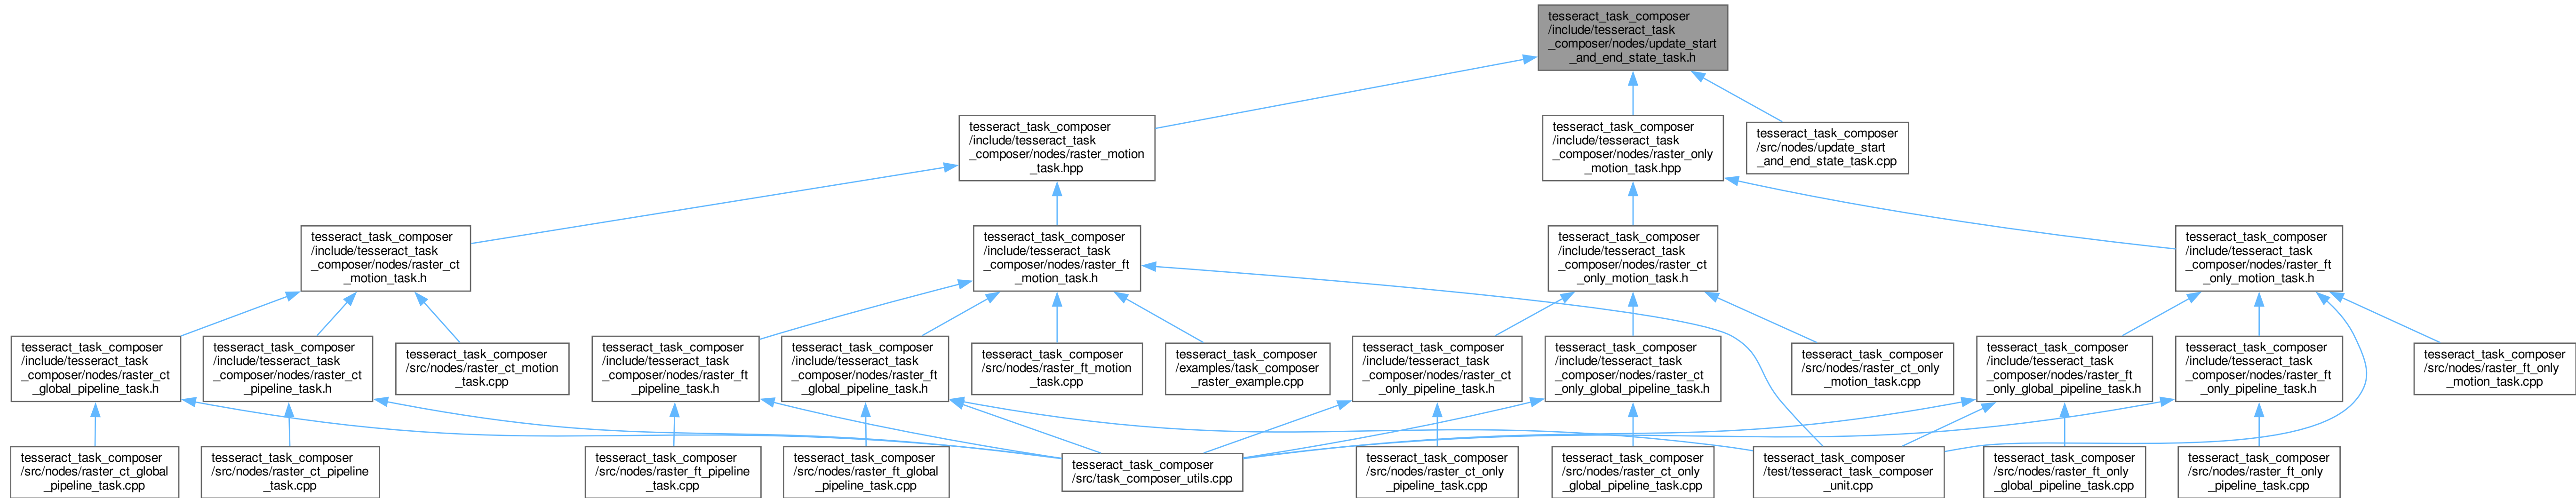 tesseract_task_composer
/include/tesseract_task
_composer/nodes/update_start
_and_end_state_task.h
tesseract_task_composer
/include/tesseract_task
_composer/nodes/raster_motion
_task.hpp
tesseract_task_composer
/include/tesseract_task
_composer/nodes/raster_only
_motion_task.hpp
tesseract_task_composer
/src/nodes/update_start
_and_end_state_task.cpp
tesseract_task_composer
/include/tesseract_task
_composer/nodes/raster_ct
_motion_task.h
tesseract_task_composer
/include/tesseract_task
_composer/nodes/raster_ft
_motion_task.h
tesseract_task_composer
/include/tesseract_task
_composer/nodes/raster_ct
_only_motion_task.h
tesseract_task_composer
/include/tesseract_task
_composer/nodes/raster_ft
_only_motion_task.h
tesseract_task_composer
/include/tesseract_task
_composer/nodes/raster_ct
_global_pipeline_task.h
tesseract_task_composer
/include/tesseract_task
_composer/nodes/raster_ct
_pipeline_task.h
tesseract_task_composer
/src/nodes/raster_ct_motion
_task.cpp
tesseract_task_composer
/include/tesseract_task
_composer/nodes/raster_ft
_pipeline_task.h
tesseract_task_composer
/include/tesseract_task
_composer/nodes/raster_ft
_global_pipeline_task.h
tesseract_task_composer
/src/nodes/raster_ft_motion
_task.cpp
tesseract_task_composer
/examples/task_composer
_raster_example.cpp
tesseract_task_composer
/include/tesseract_task
_composer/nodes/raster_ct
_only_pipeline_task.h
tesseract_task_composer
/include/tesseract_task
_composer/nodes/raster_ct
_only_global_pipeline_task.h
tesseract_task_composer
/src/nodes/raster_ct_only
_motion_task.cpp
tesseract_task_composer
/include/tesseract_task
_composer/nodes/raster_ft
_only_global_pipeline_task.h
tesseract_task_composer
/include/tesseract_task
_composer/nodes/raster_ft
_only_pipeline_task.h
tesseract_task_composer
/src/nodes/raster_ft_only
_motion_task.cpp
tesseract_task_composer
/src/nodes/raster_ct_global
_pipeline_task.cpp
tesseract_task_composer
/src/nodes/raster_ct_pipeline
_task.cpp
tesseract_task_composer
/src/nodes/raster_ft_pipeline
_task.cpp
tesseract_task_composer
/src/nodes/raster_ft_global
_pipeline_task.cpp
tesseract_task_composer
/src/task_composer_utils.cpp
tesseract_task_composer
/src/nodes/raster_ct_only
_pipeline_task.cpp
tesseract_task_composer
/src/nodes/raster_ct_only
_global_pipeline_task.cpp
tesseract_task_composer
/test/tesseract_task_composer
_unit.cpp
tesseract_task_composer
/src/nodes/raster_ft_only
_global_pipeline_task.cpp
tesseract_task_composer
/src/nodes/raster_ft_only
_pipeline_task.cpp